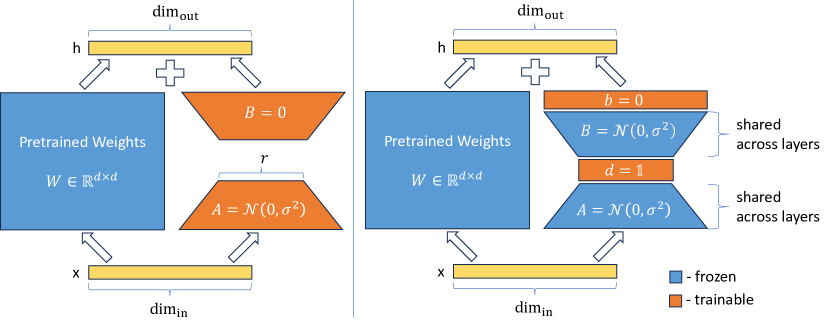 dim_out
h
B = 0
Pretrained Weights
W ∈ ℝ^{d×d}
r
A = 𝒩(0, σ²)
x
dim_in
dim_out
h
b = 0
Pretrained Weights
W ∈ ℝ^{d×d}
B = 𝒩(0, σ²)
shared
across layers
d = 𝟙
A = 𝒩(0, σ²)
shared
across layers
x
dim_in
- frozen
- trainable